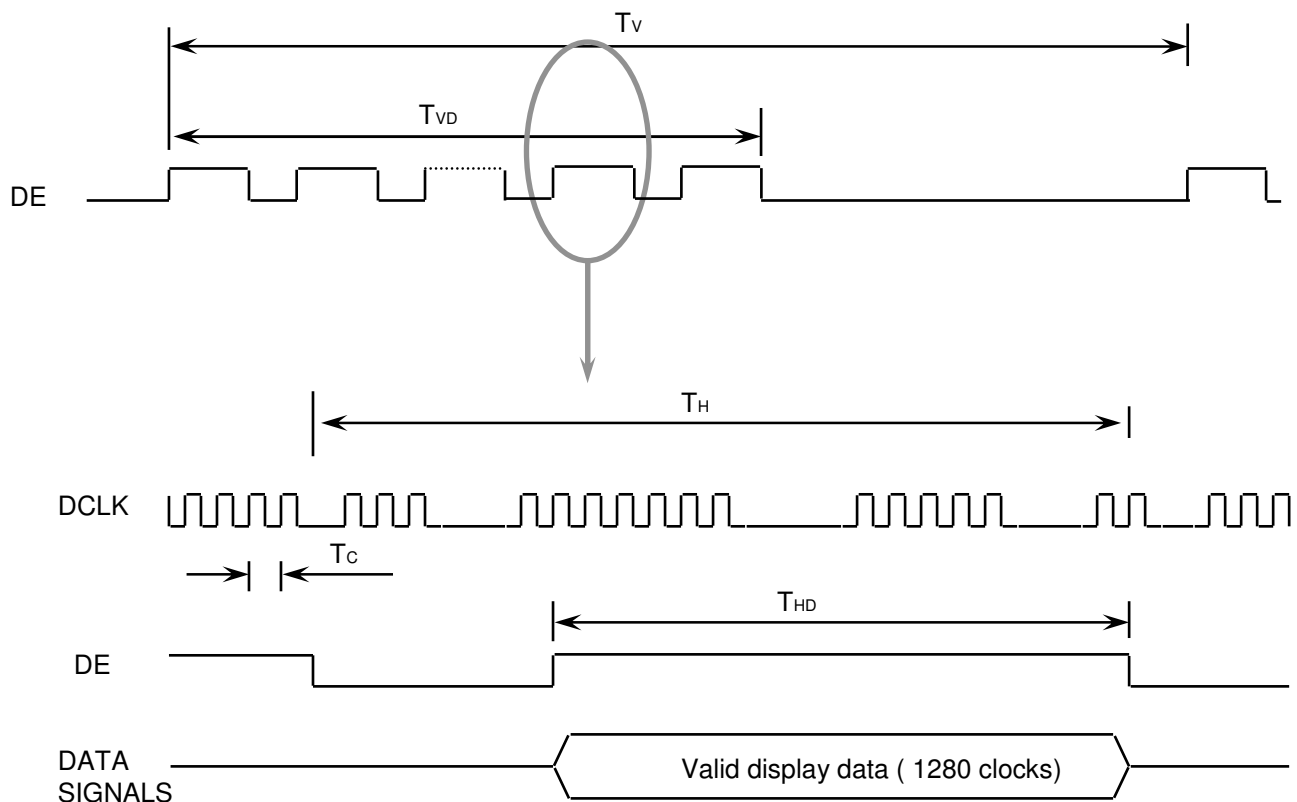 TV
TVD
DE
TH
DCLK
TC
THD
DE
DATA
SIGNALS
Valid display data ( 1280 clocks)